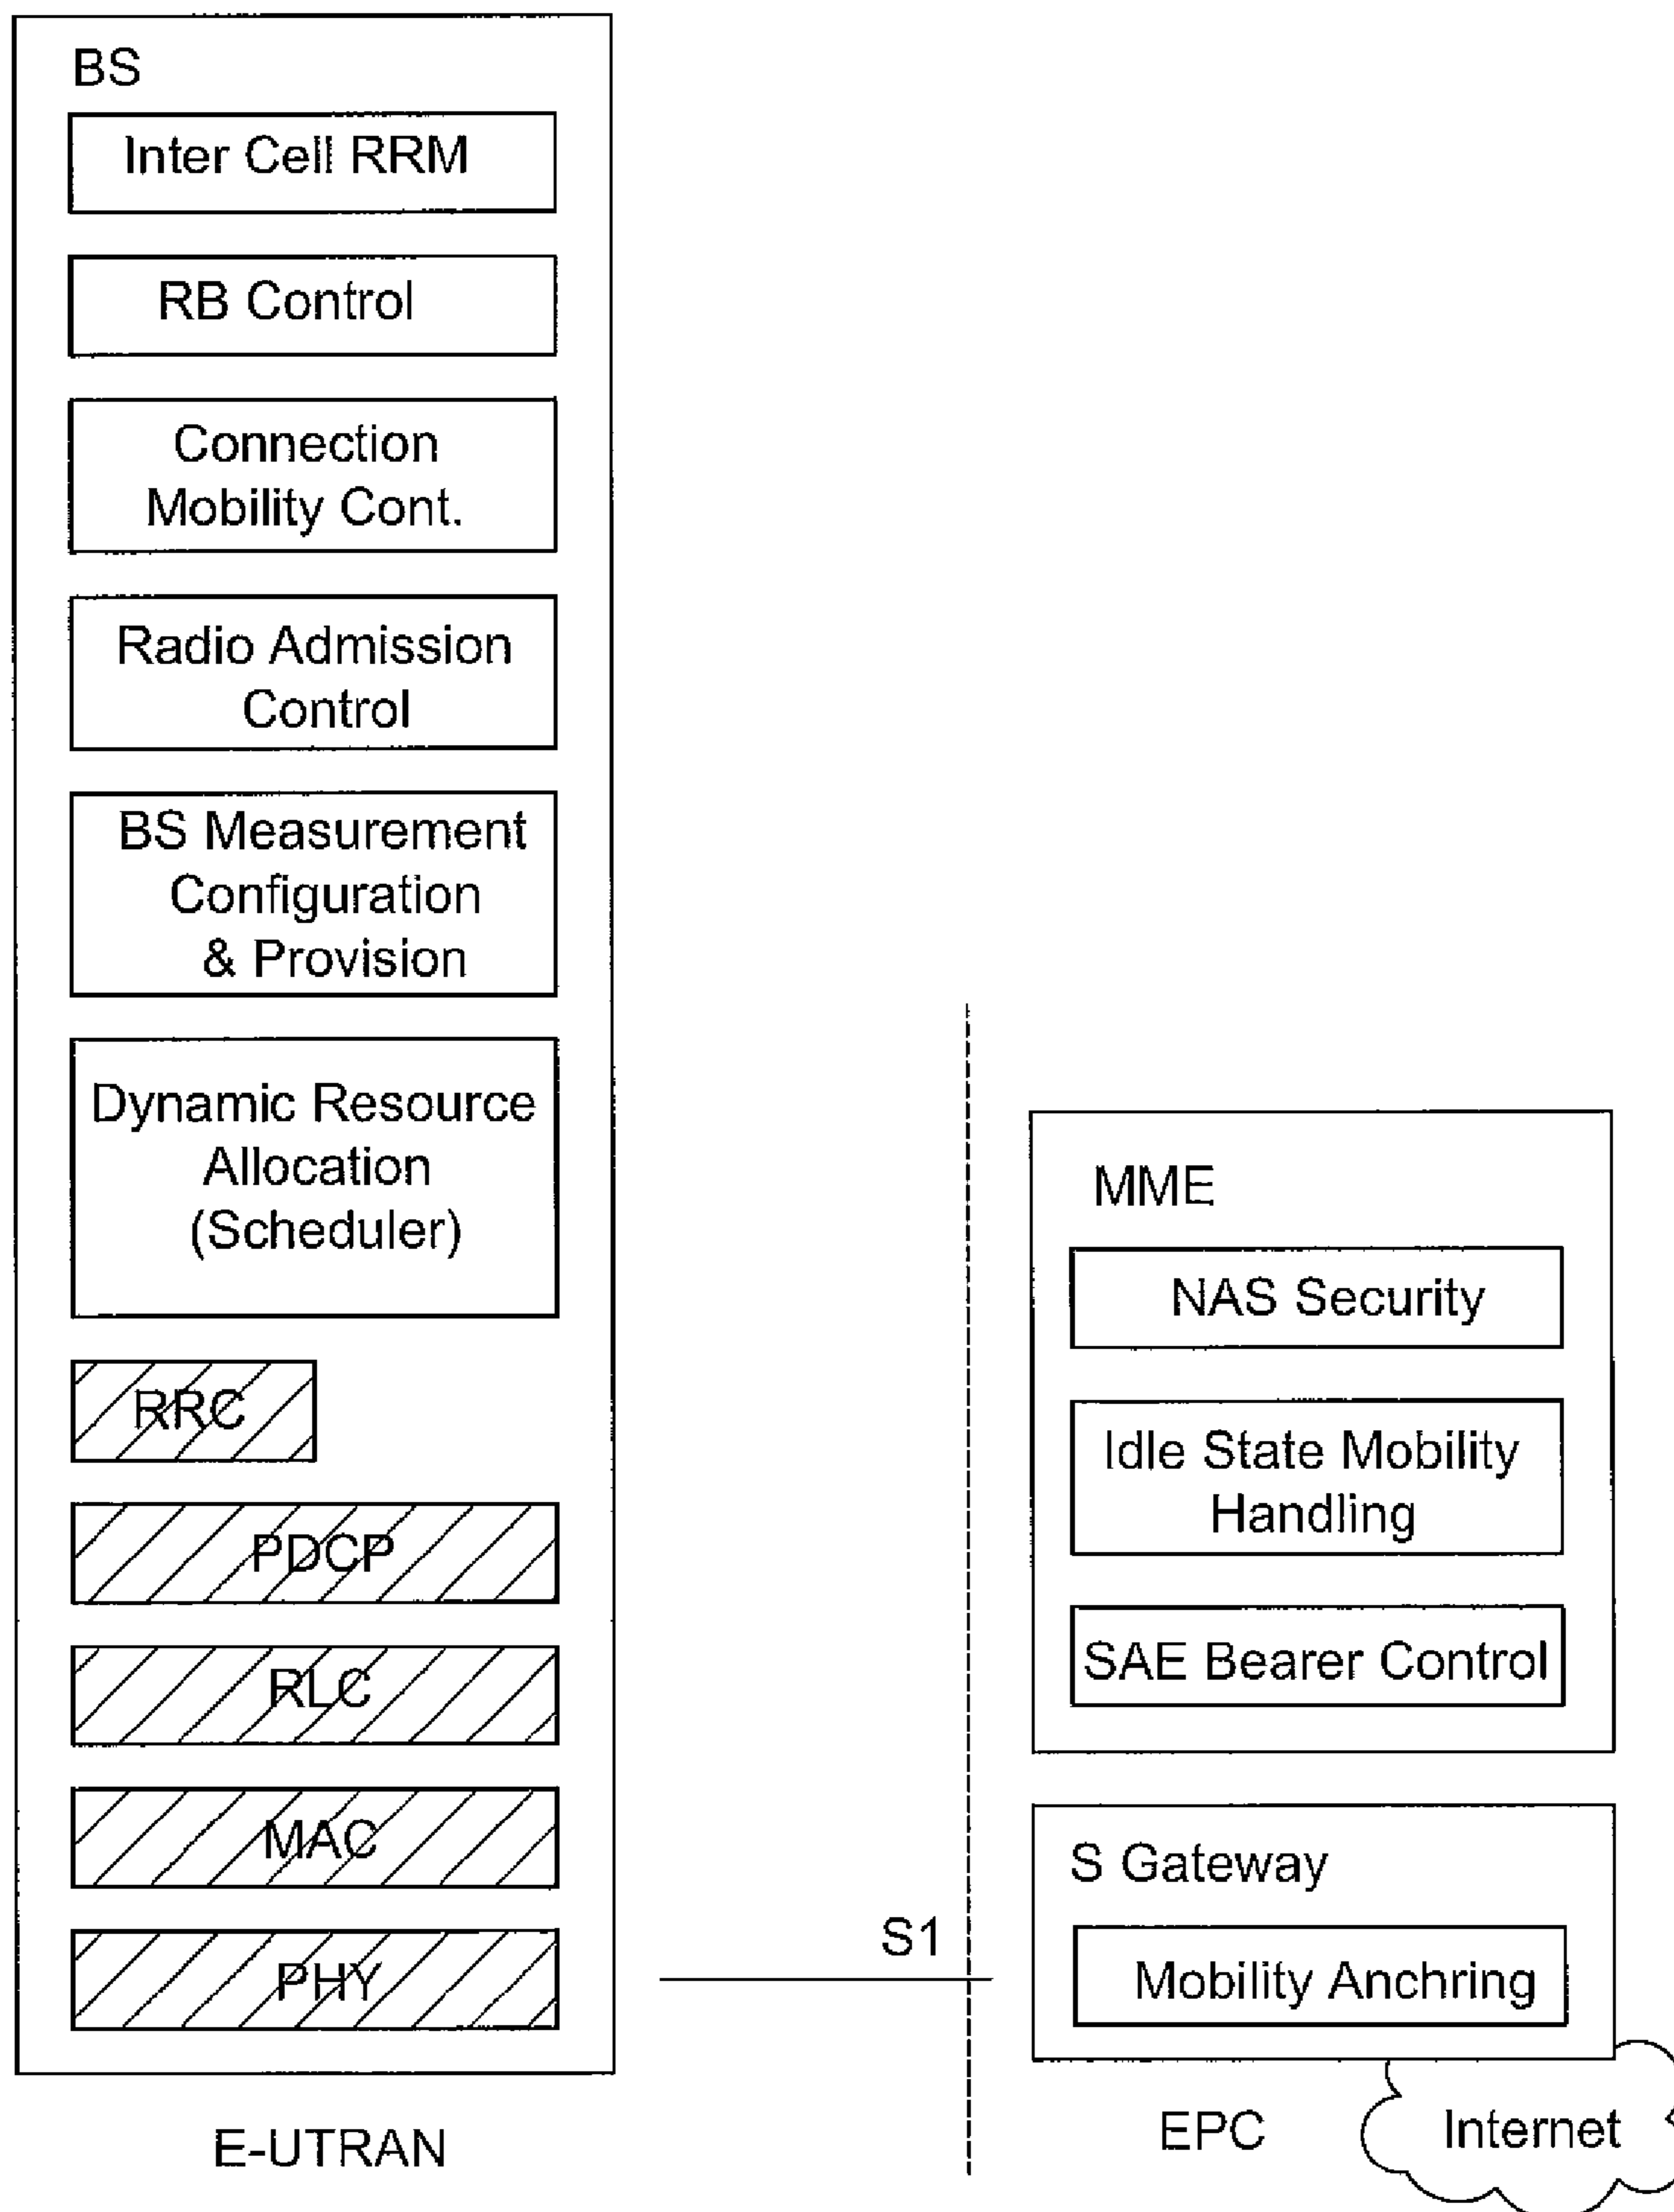 BS
Inter Cell RRM
RB Control
Connection
Mobility Cont.
Radio Admission
Control
BS Measurement
Configuration
& Provision
Dynamic Resource
Allocation
(Scheduler)
RRC
PDCP
RLC
MAC
PHY
E-UTRAN
S1
MME
NAS Security
Idle State Mobility
Handling
SAE Bearer Control
S Gateway
Mobility Anchring
EPC
Internet